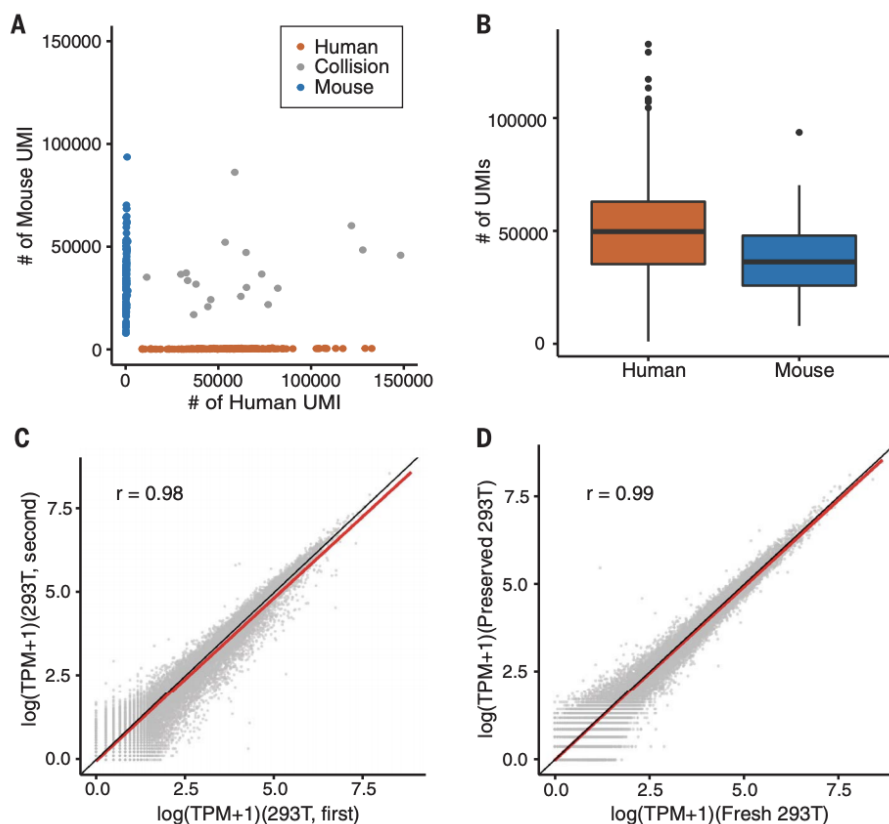 A
150000
100000
50000
0
# of Mouse UMI
Human
Collision
Mouse
0
50000
100000
150000
# of Human UMI
B
100000
50000
0
# of UMIs
Human
Mouse
C
r = 0.98
7.5
5.0
2.5
0.0
log(TPM+1)(293T, second)
0.0
2.5
5.0
7.5
log(TPM+1)(293T, first)
D
r = 0.99
7.5
5.0
2.5
0.0
log(TPM+1)(Preserved 293T)
0.0
2.5
5.0
7.5
log(TPM+1)(Fresh 293T)